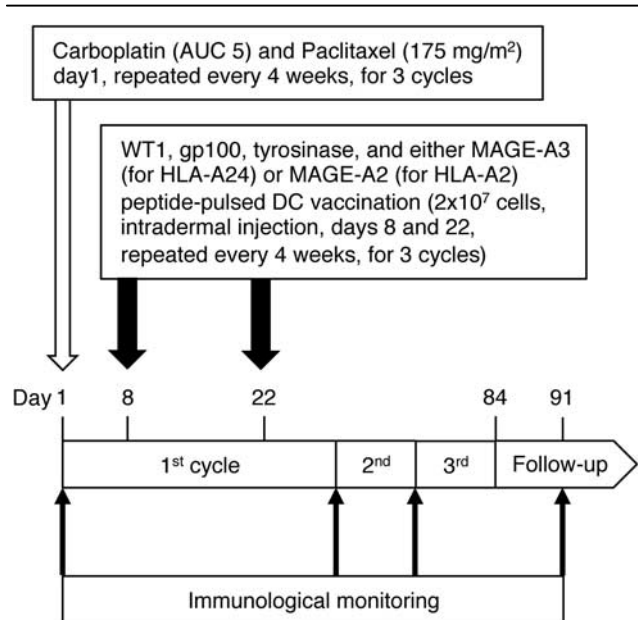 Carboplatin (AUC 5) and Paclitaxel (175 mg/m²)
day1, repeated every 4 weeks, for 3 cycles
WT1, gp100, tyrosinase, and either MAGE-A3
(for HLA-A24) or MAGE-A2 (for HLA-A2)
peptide-pulsed DC vaccination (2x10⁷ cells,
intradermal injection, days 8 and 22,
repeated every 4 weeks, for 3 cycles)
Day 1 8 22 84 91
1ˢᵗ cycle 2ⁿᵈ 3ʳᵈ Follow-up
Immunological monitoring